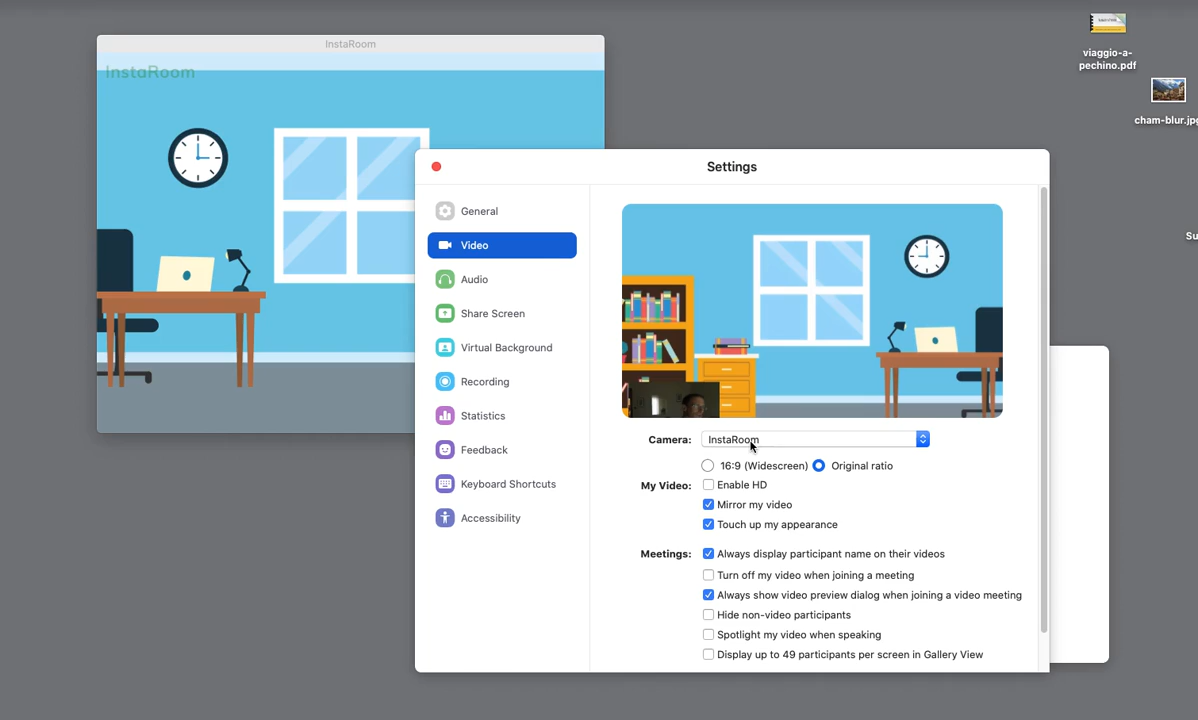 InstaRoom
InstaRoom
viaggio-a-
pechino.pdf
cham-blur.jpg
Su
Settings
General
Video
Audio
Share Screen
Virtual Background
Recording
Statistics
Feedback
Keyboard Shortcuts
Accessibility
Camera: InstaRoom
16:9 (Widescreen) Original ratio
My Video: Enable HD
Mirror my video
Touch up my appearance
Meetings: Always display participant name on their videos
Turn off my video when joining a meeting
Always show video preview dialog when joining a video meeting
Hide non-video participants
Spotlight my video when speaking
Display up to 49 participants per screen in Gallery View